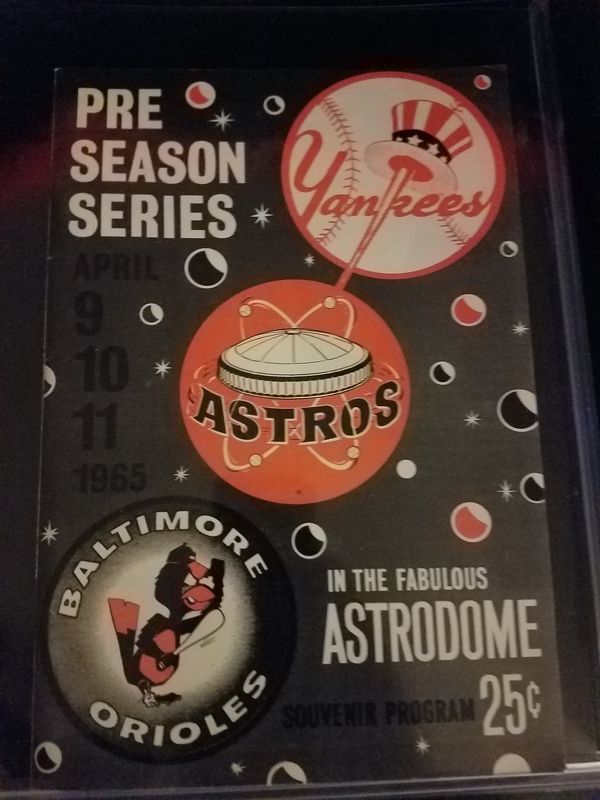 PRE
SEASON
SERIES
Yankees
APRIL
9
10
11
1965
ASTROS
BALTIMORE
ORIOLES
IN THE FABULOUS
ASTRODOME
SOUVENIR PROGRAM 25¢